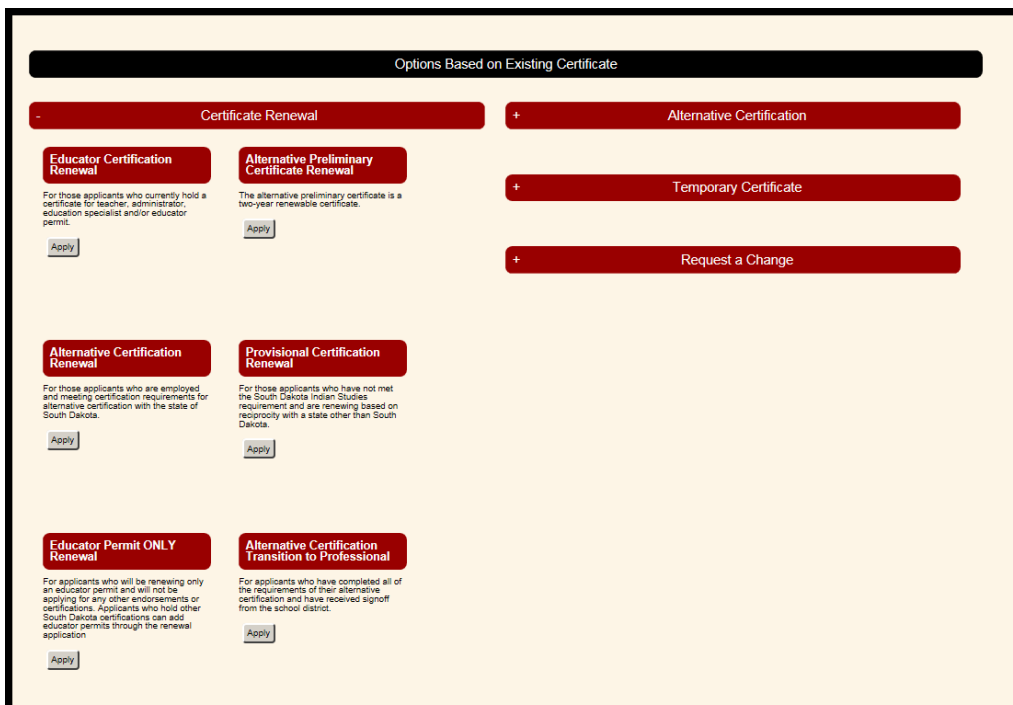 Options Based on Existing Certificate
- Certificate Renewal
+ Alternative Certification
Educator Certification
Renewal
For those applicants who currently hold a
certificate for teacher, administrator,
education specialist and/or educator
permit.
Apply
Alternative Preliminary
Certificate Renewal
The alternative preliminary certificate is a
two-year renewable certificate.
Apply
+ Temporary Certificate
+ Request a Change
Alternative Certification
Renewal
For those applicants who are employed
and meeting certification requirements for
alternative certification with the state of
South Dakota.
Apply
Provisional Certification
Renewal
For those applicants who have not met
the South Dakota Indian Studies
requirement and are renewing based on
reciprocity with a state other than South
Dakota.
Apply
Educator Permit ONLY
Renewal
For applicants who will be renewing only
an educator permit and will not be
applying for any other endorsements or
certifications. Applicants who hold other
South Dakota certifications can add
educator permits through the renewal
application
Apply
Alternative Certification
Transition to Professional
For applicants who have completed all of
the requirements of their alternative
certification and have received signoff
from the school district.
Apply